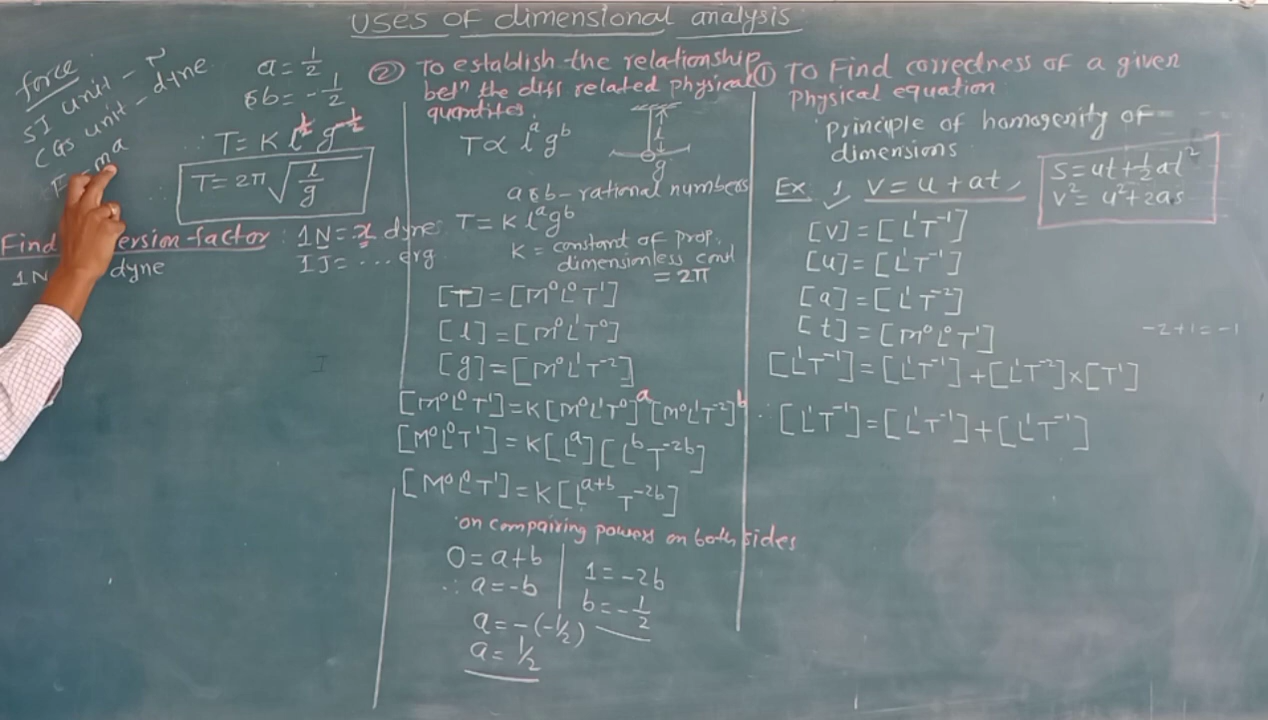 USES OF dimensional analysis
force
SI unit - N
CGS unit - dyne
F = ma
a = 1/2
& b = -1/2
∴ T = K l^1/2 g^-1/2
T = 2π √(l/g)
Find ersion-factor : 1N = x dyne
1N dyne
1J = ... erg
② To establish the relationship
betn the diff related physical
quantites.
T ∝ l^a g^b
l
g
a & b - rational numbers
T = K l^a g^b
K = constant of prop.
dimensionless const
= 2π
[T] = [M⁰L⁰T¹]
[l] = [M⁰L¹T⁰]
[g] = [M⁰L¹T⁻²]
[M⁰L⁰T¹] = K[M⁰L¹T⁰]^a [M⁰L¹T⁻²]^b
[M⁰L⁰T¹] = K[L^a][L^b T^-2b]
[M⁰L⁰T¹] = K[L^a+b T^-2b]
on compairing powers on both sides
0 = a+b
∴ a = -b
a = -(-1/2)
a = 1/2
1 = -2b
b = -1/2
① To Find correctness of a given
Physical equation
Principle of homogenity of
dimensions
Ex. 1 v = u + at
s = ut + 1/2 at²
v² = u² + 2as
[v] = [L¹T⁻¹]
[u] = [L¹T⁻¹]
[a] = [L¹T⁻²]
[t] = [M⁰L⁰T¹]
-2+1 = -1
[L¹T⁻¹] = [L¹T⁻¹] + [L¹T⁻²] × [T¹]
∴ [L¹T⁻¹] = [L¹T⁻¹] + [L¹T⁻¹]